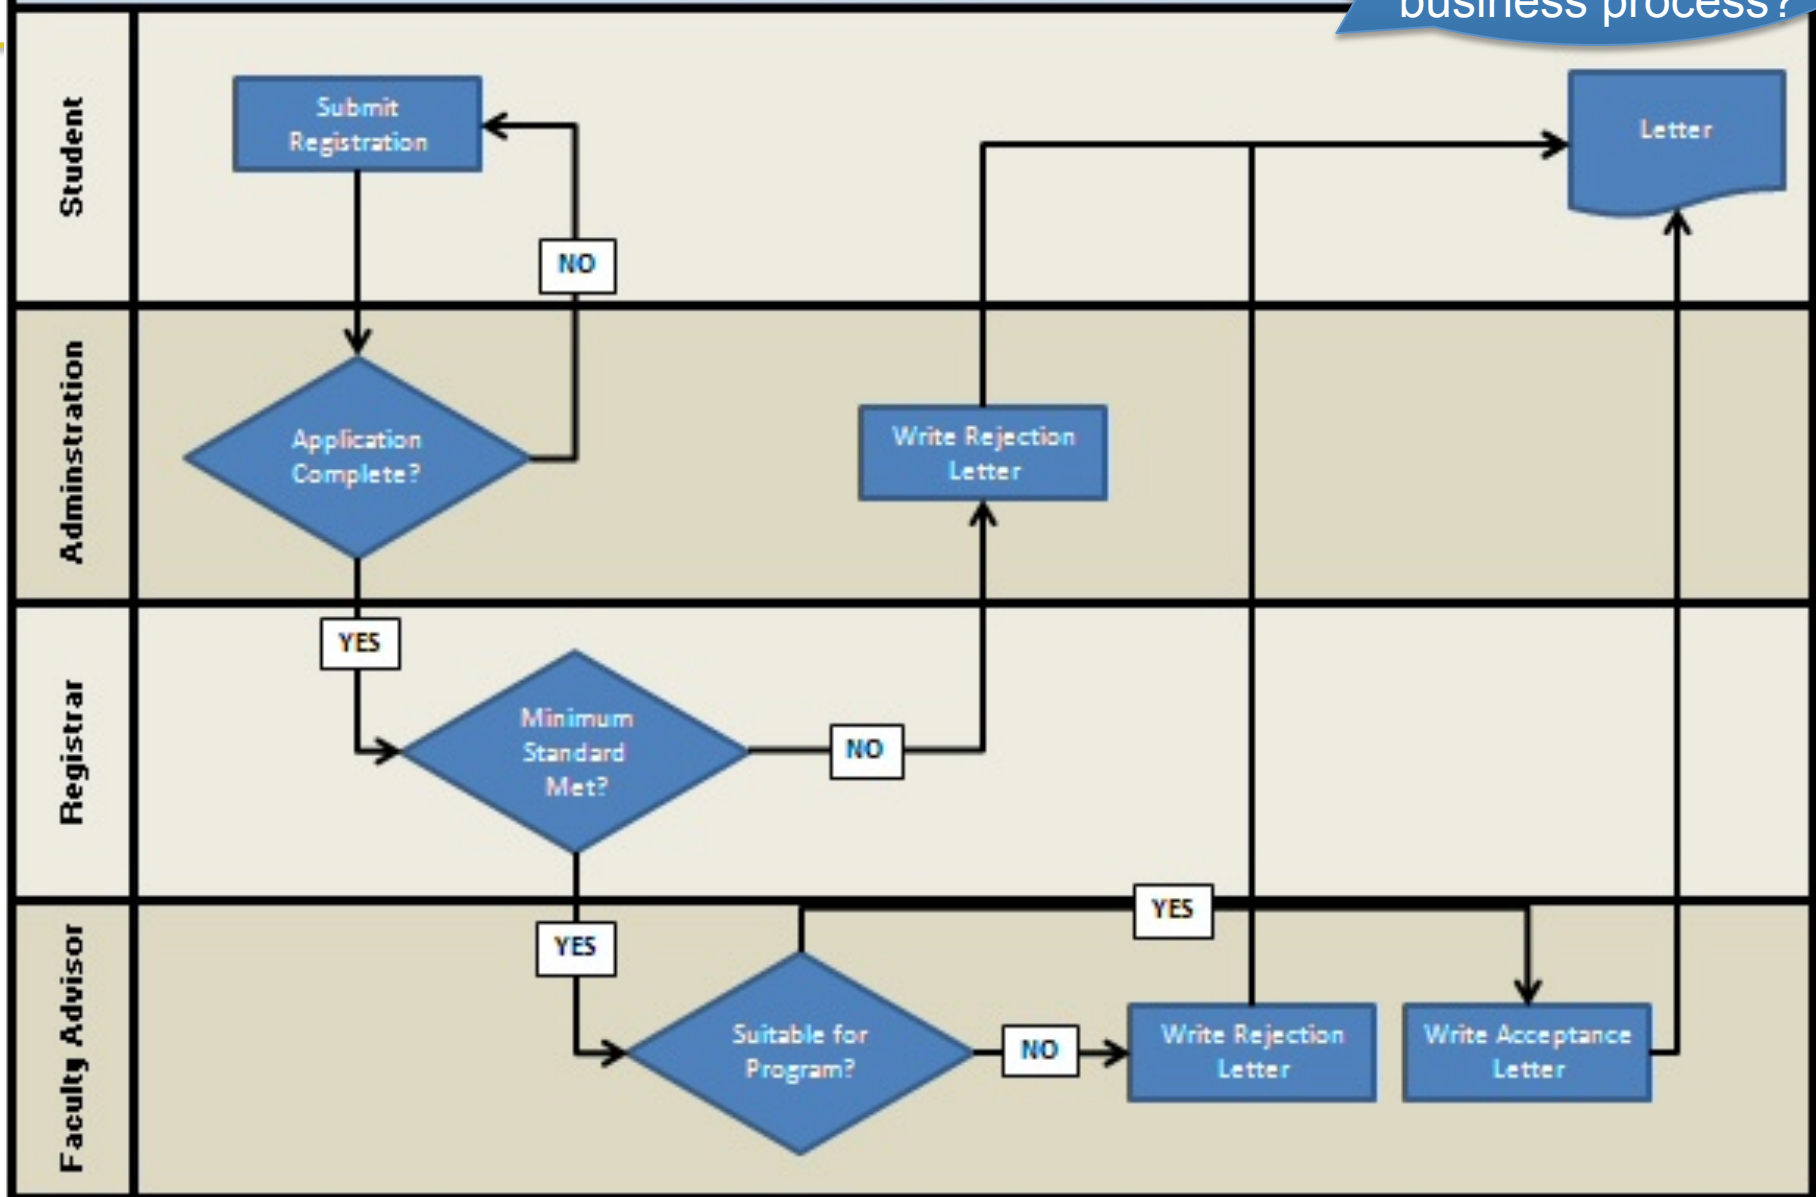 business process?
Student
Submit
Registration
Letter
NO
Adminstration
Application
Complete?
Write Rejection
Letter
YES
Registrar
Minimum
Standard
Met?
NO
YES
Faculty Advisor
YES
Suitable for
Program?
NO
Write Rejection
Letter
Write Acceptance
Letter